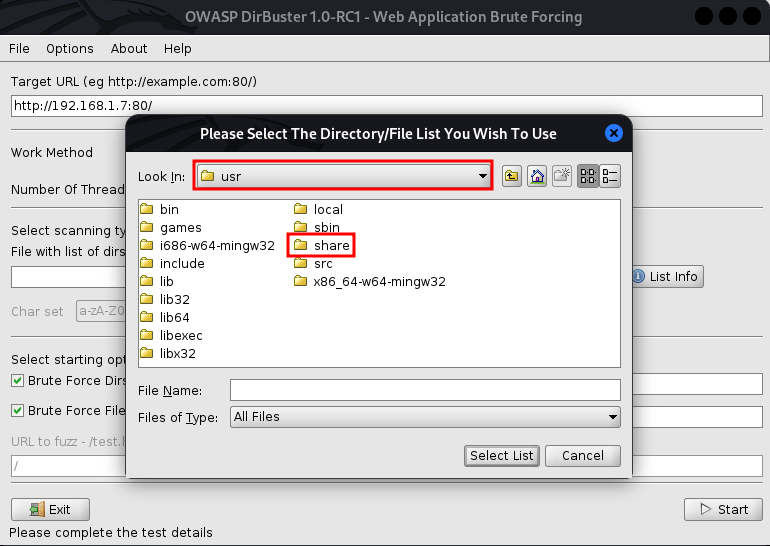 OWASP DirBuster 1.0-RC1 - Web Application Brute Forcing
File Options About Help
Target URL (eg http://example.com:80/)
http://192.168.1.7:80/
Work Method
Number Of Thread
Select scanning ty
File with list of dirs
List Info
Char set a-zA-Z0
Select starting opt
Brute Force Dirs
Brute Force File
URL to fuzz - /test.h
/
Exit
Start
Please complete the test details
Please Select The Directory/File List You Wish To Use
Look In: usr
bin
games
i686-w64-mingw32
include
lib
lib32
lib64
libexec
libx32
local
sbin
share
src
x86_64-w64-mingw32
File Name:
Files of Type: All Files
Select List Cancel